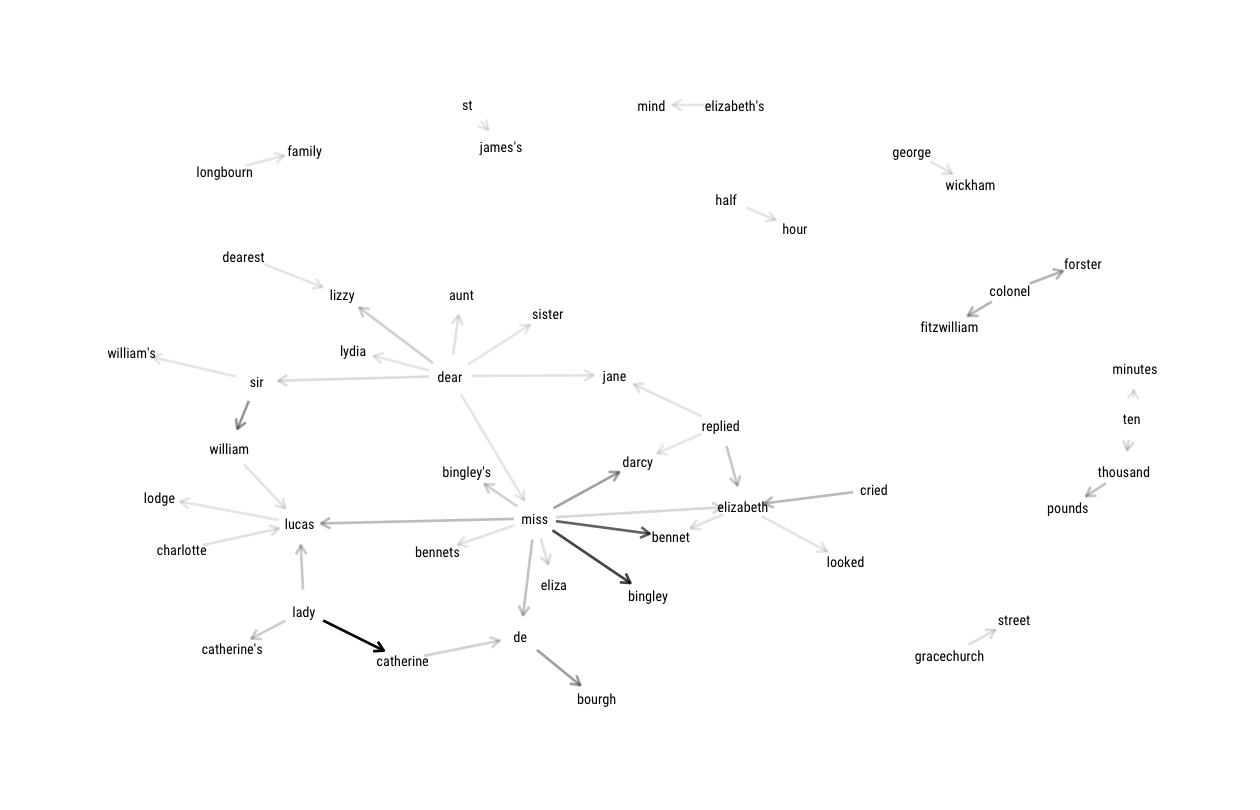 st
mind
elizabeth's
james's
family
longbourn
george
wickham
half
hour
dearest
forster
lizzy
aunt
colonel
sister
fitzwilliam
william's
lydia
minutes
sir
dear
jane
ten
replied
william
darcy
bingley's
thousand
cried
lodge
elizabeth
pounds
lucas
miss
bennet
charlotte
bennets
looked
eliza
bingley
lady
street
de
catherine's
gracechurch
catherine
bourgh